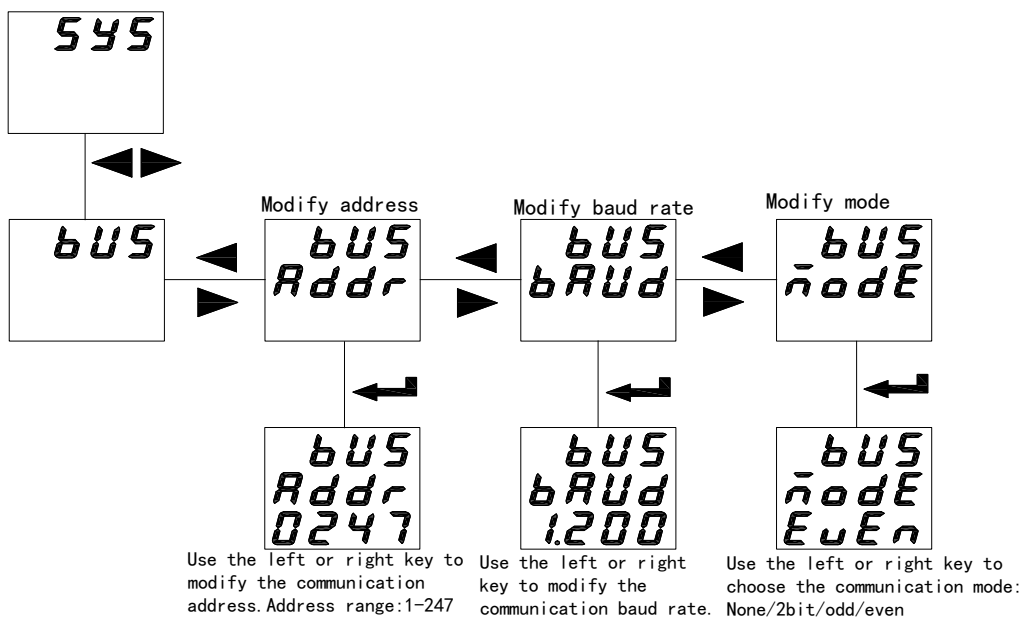 SYS
Modify address
Modify baud rate
Modify mode
bUS
bUS
Addr
bUS
bAUd
bUS
modE
bUS
Addr
0247
bUS
bAUd
1.200
bUS
modE
EvEn
Use the left or right key to
modify the communication
address. Address range:1-247
Use the left or right
key to modify the
communication baud rate.
Use the left or right key to
choose the communication mode:
None/2bit/odd/even